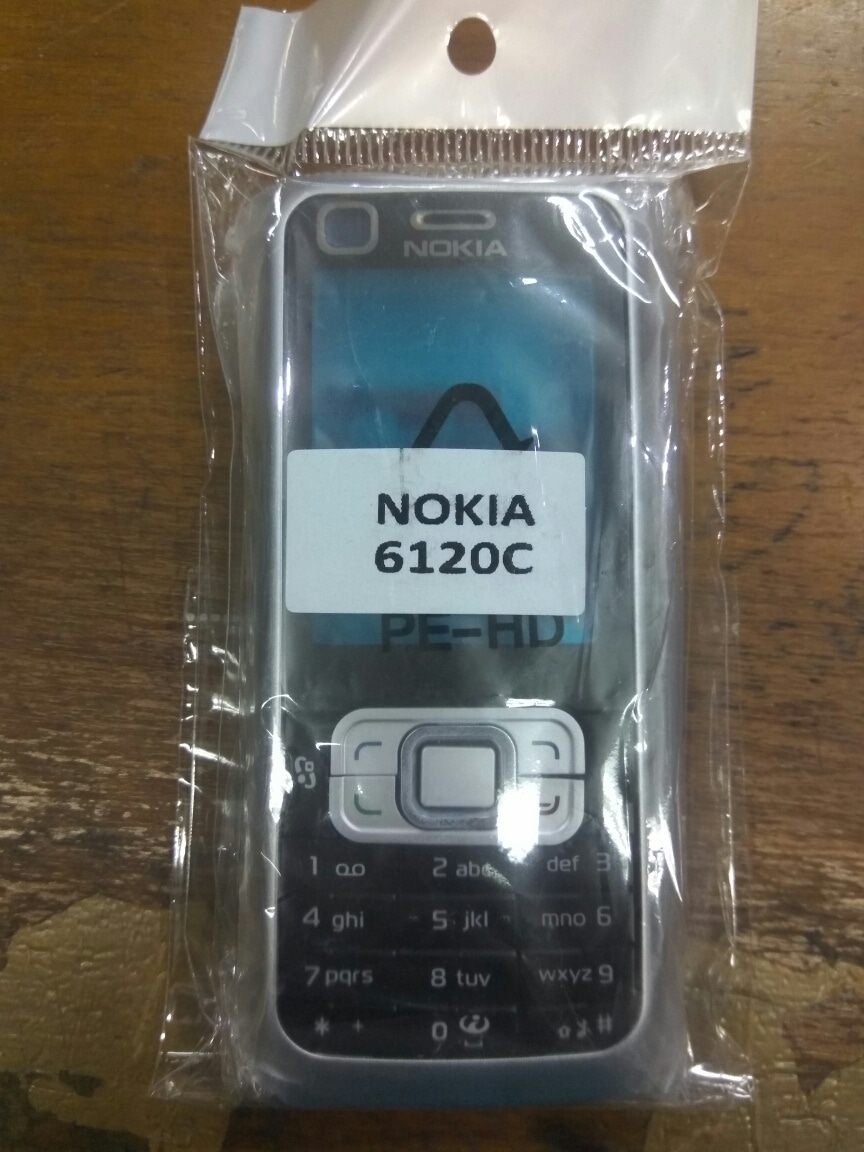 NOKIA
NOKIA
6120C
PE-HD
1 2 abc def 3
4 ghi 5 jkl mno 6
7 pqrs 8 tuv wxyz 9
* + 0 #